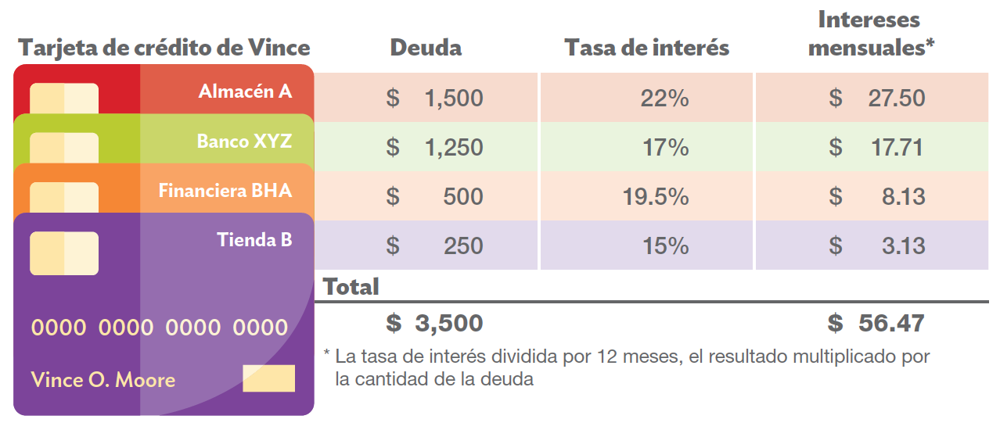 Tarjeta de crédito de Vince Deuda Tasa de interés Intereses mensuales*
Almacén A $ 1,500 22% $ 27.50
Banco XYZ $ 1,250 17% $ 17.71
Financiera BHA $ 500 19.5% $ 8.13
Tienda B $ 250 15% $ 3.13
Total
$ 3,500 $ 56.47
0000 0000 0000 0000
Vince O. Moore
* La tasa de interés dividida por 12 meses, el resultado multiplicado por
la cantidad de la deuda